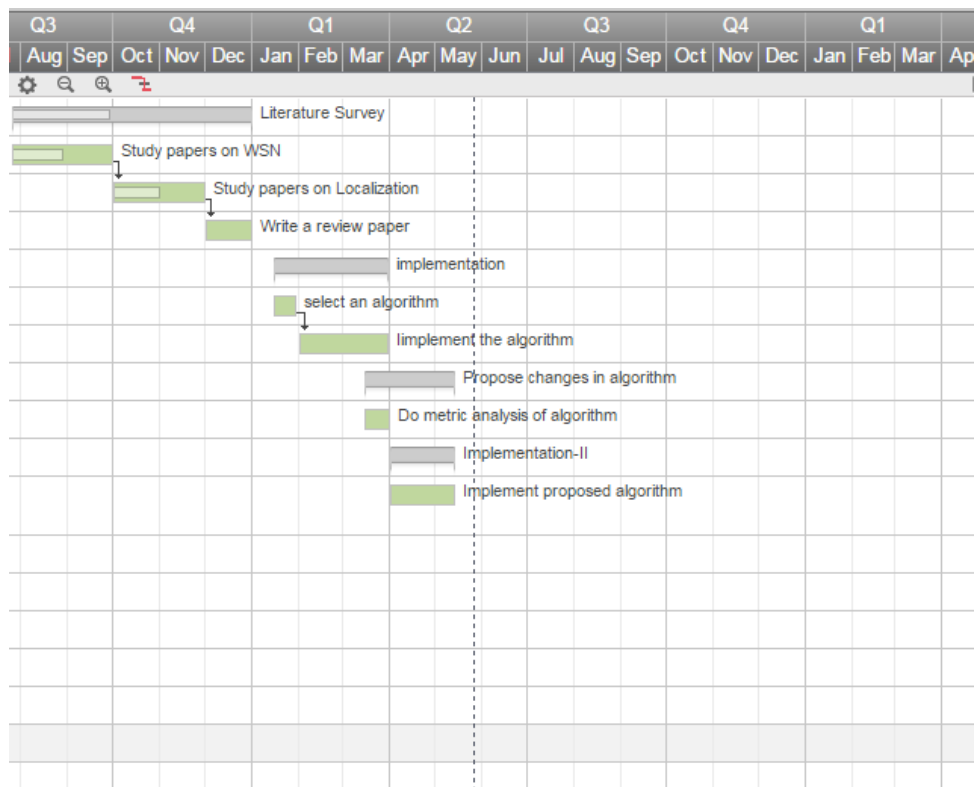 Q3 Q4 Q1 Q2 Q3 Q4 Q1
Aug Sep Oct Nov Dec Jan Feb Mar Apr May Jun Jul Aug Sep Oct Nov Dec Jan Feb Mar Ap
Literature Survey
Study papers on WSN
Study papers on Localization
Write a review paper
implementation
select an algorithm
Iimplement the algorithm
Propose changes in algorithm
Do metric analysis of algorithm
Implementation-II
Implement proposed algorithm